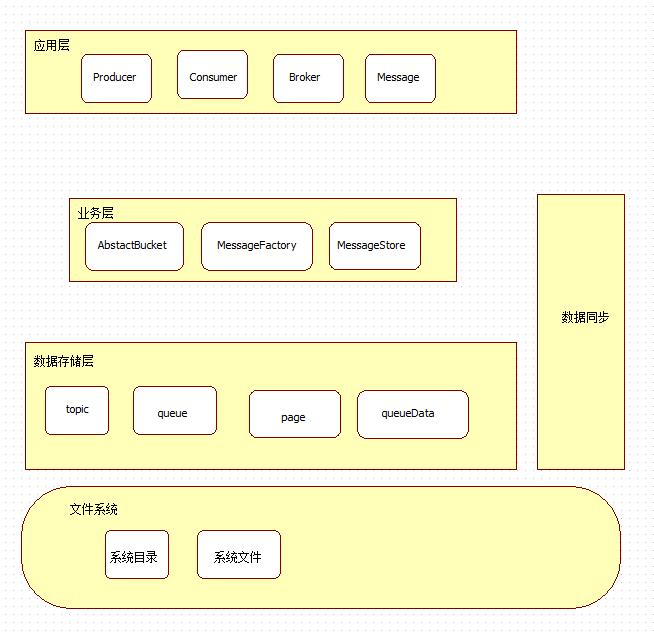 应用层
Producer
Consumer
Broker
Message
业务层
AbstactBucket
MessageFactory
MessageStore
数据同步
数据存储层
topic
queue
page
queueData
文件系统
系统目录
系统文件